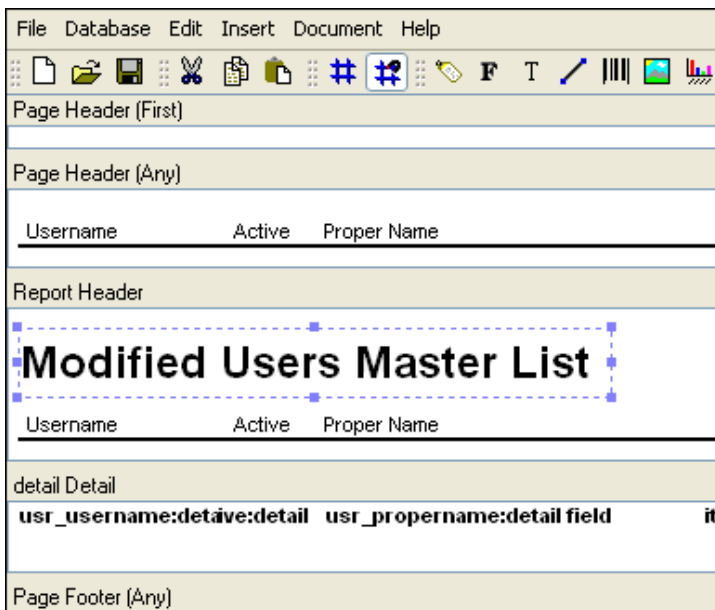 File Database Edit Insert Document Help
F T
Page Header (First)
Page Header (Any)
Username Active Proper Name
Report Header
Modified Users Master List
Username Active Proper Name
detail Detail
usr_username:detaive:detail usr_propername:detail field it
Page Footer (Any)